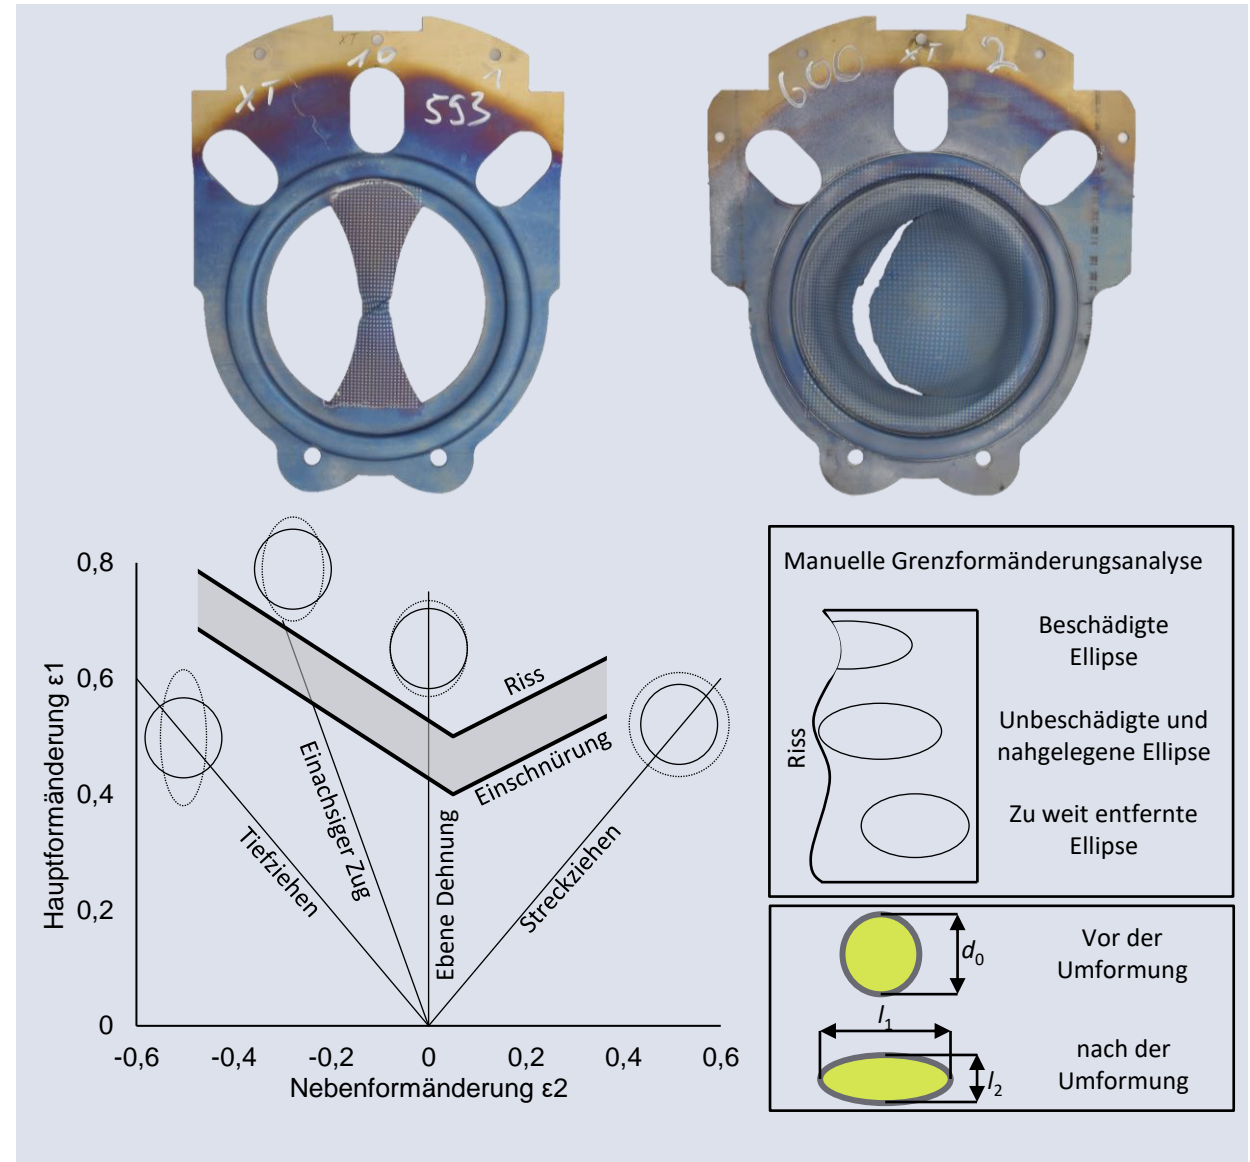 XT
10
1
XT
593
600
XT
2
0,8
0,6
0,4
0,2
0
-0,6
-0,4
-0,2
0
0,2
0,4
0,6
Hauptformänderung ε1
Nebenformänderung ε2
Tiefziehen
Einachsiger Zug
Ebene Dehnung
Streckziehen
Riss
Einschnürung
Manuelle Grenzformänderungsanalyse
Riss
Beschädigte
Ellipse
Unbeschädigte und
nahgelegene Ellipse
Zu weit entfernte
Ellipse
d0
Vor der
Umformung
l1
l2
nach der
Umformung